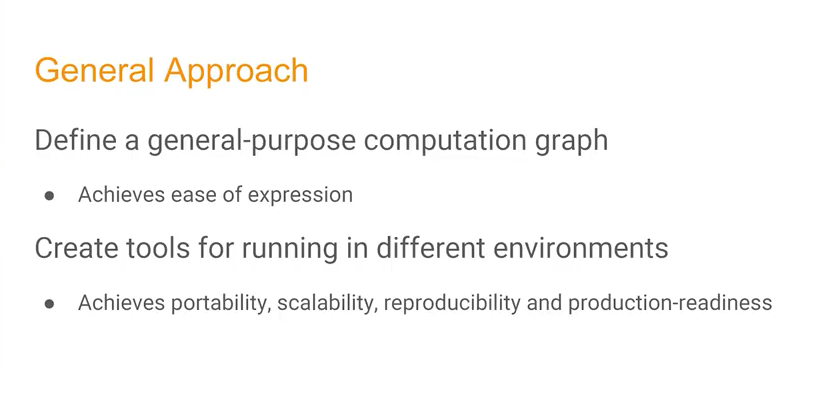 General Approach
Define a general-purpose computation graph
● Achieves ease of expression
Create tools for running in different environments
● Achieves portability, scalability, reproducibility and production-readiness